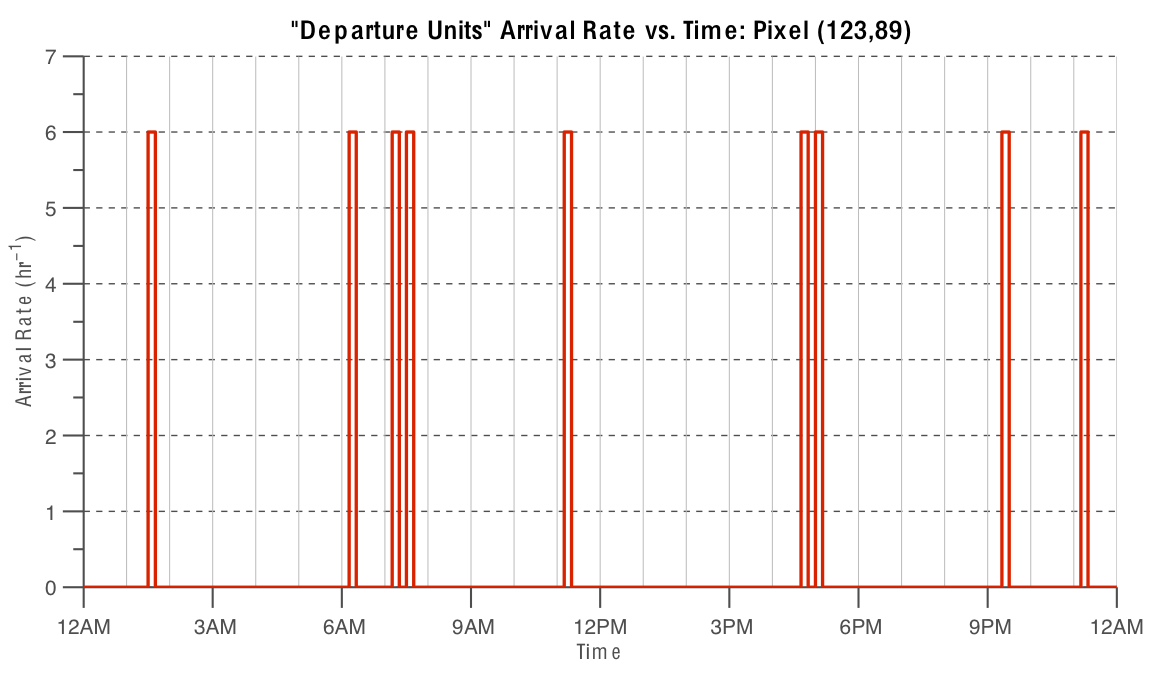 "Departure Units" Arrival Rate vs. Time: Pixel (123,89)
7
6
5
4
3
2
1
0
Arrival Rate (hr⁻¹)
12AM 3AM 6AM 9AM 12PM 3PM 6PM 9PM 12AM
Time